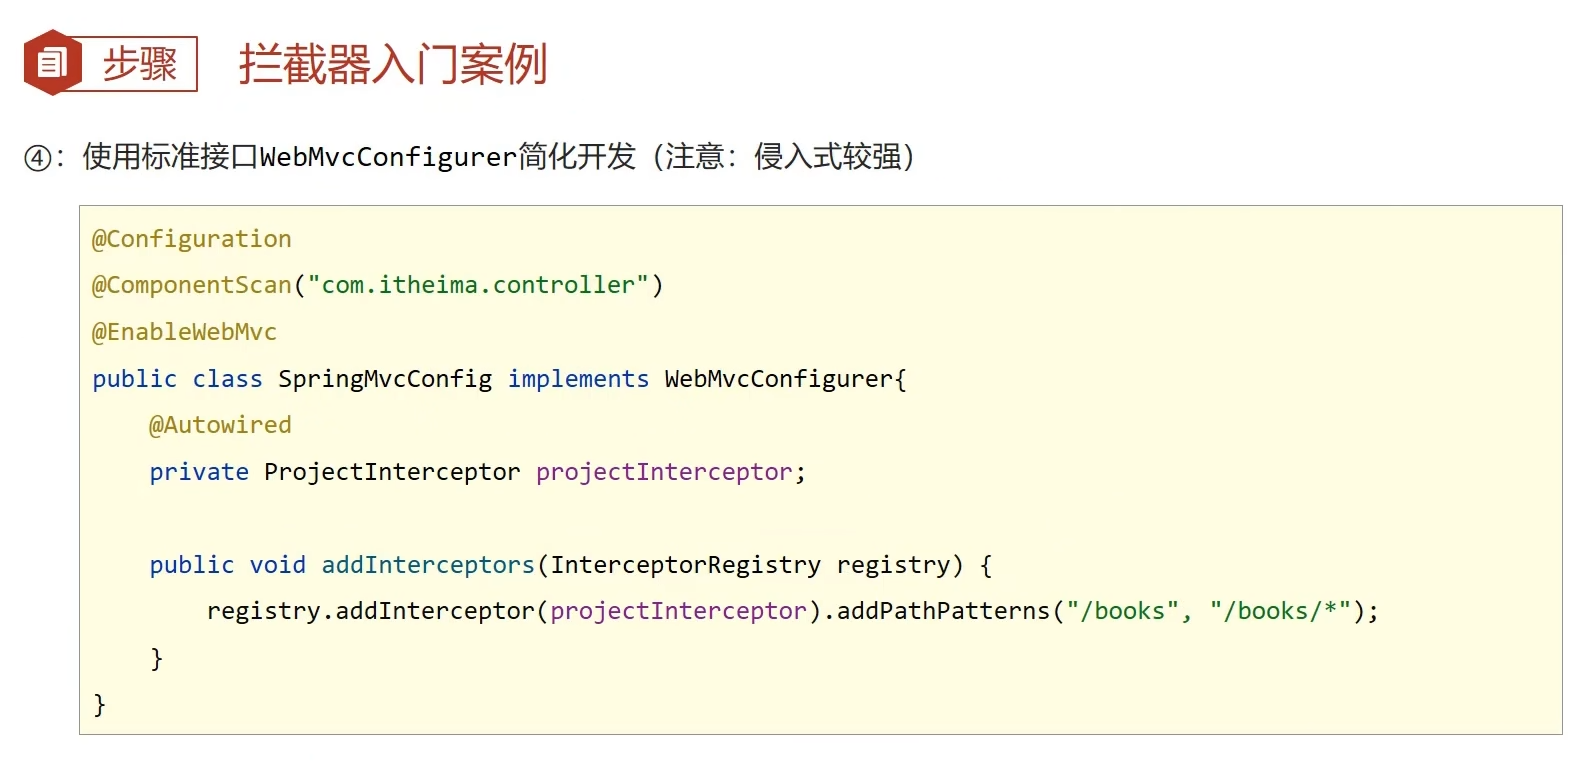 步骤 拦截器入门案例
④：使用标准接口WebMvcConfigurer简化开发（注意：侵入式较强）
@Configuration
@ComponentScan("com.itheima.controller")
@EnableWebMvc
public class SpringMvcConfig implements WebMvcConfigurer{
    @Autowired
    private ProjectInterceptor projectInterceptor;
    public void addInterceptors(InterceptorRegistry registry) {
        registry.addInterceptor(projectInterceptor).addPathPatterns("/books", "/books/*");
    }
}